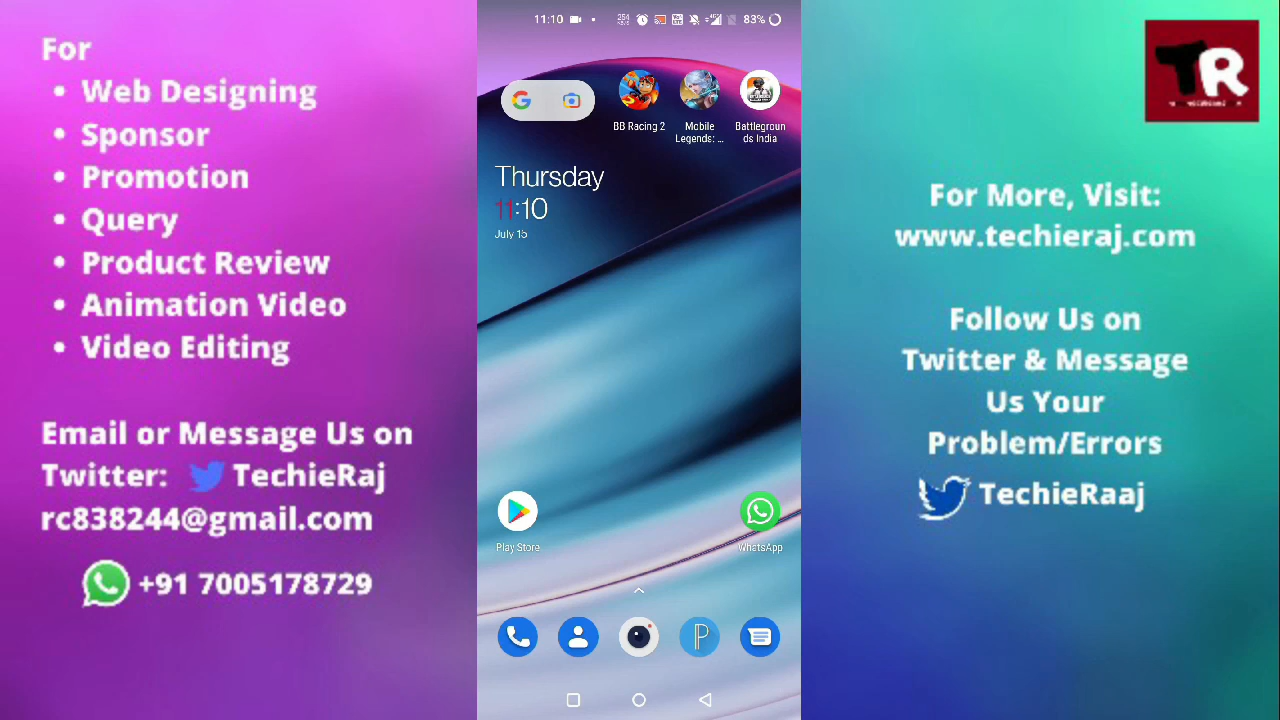 For
• Web Designing
• Sponsor
• Promotion
• Query
• Product Review
• Animation Video
• Video Editing
Email or Message Us on
Twitter: TechieRaj
rc838244@gmail.com
+91 7005178729
11:10
83%
BB Racing 2
Mobile
Legends: ...
Battlegroun
ds India
Thursday
11:10
July 15
Play Store
WhatsApp
TR
For More, Visit:
www.techieraj.com
Follow Us on
Twitter & Message
Us Your
Problem/Errors
TechieRaaj